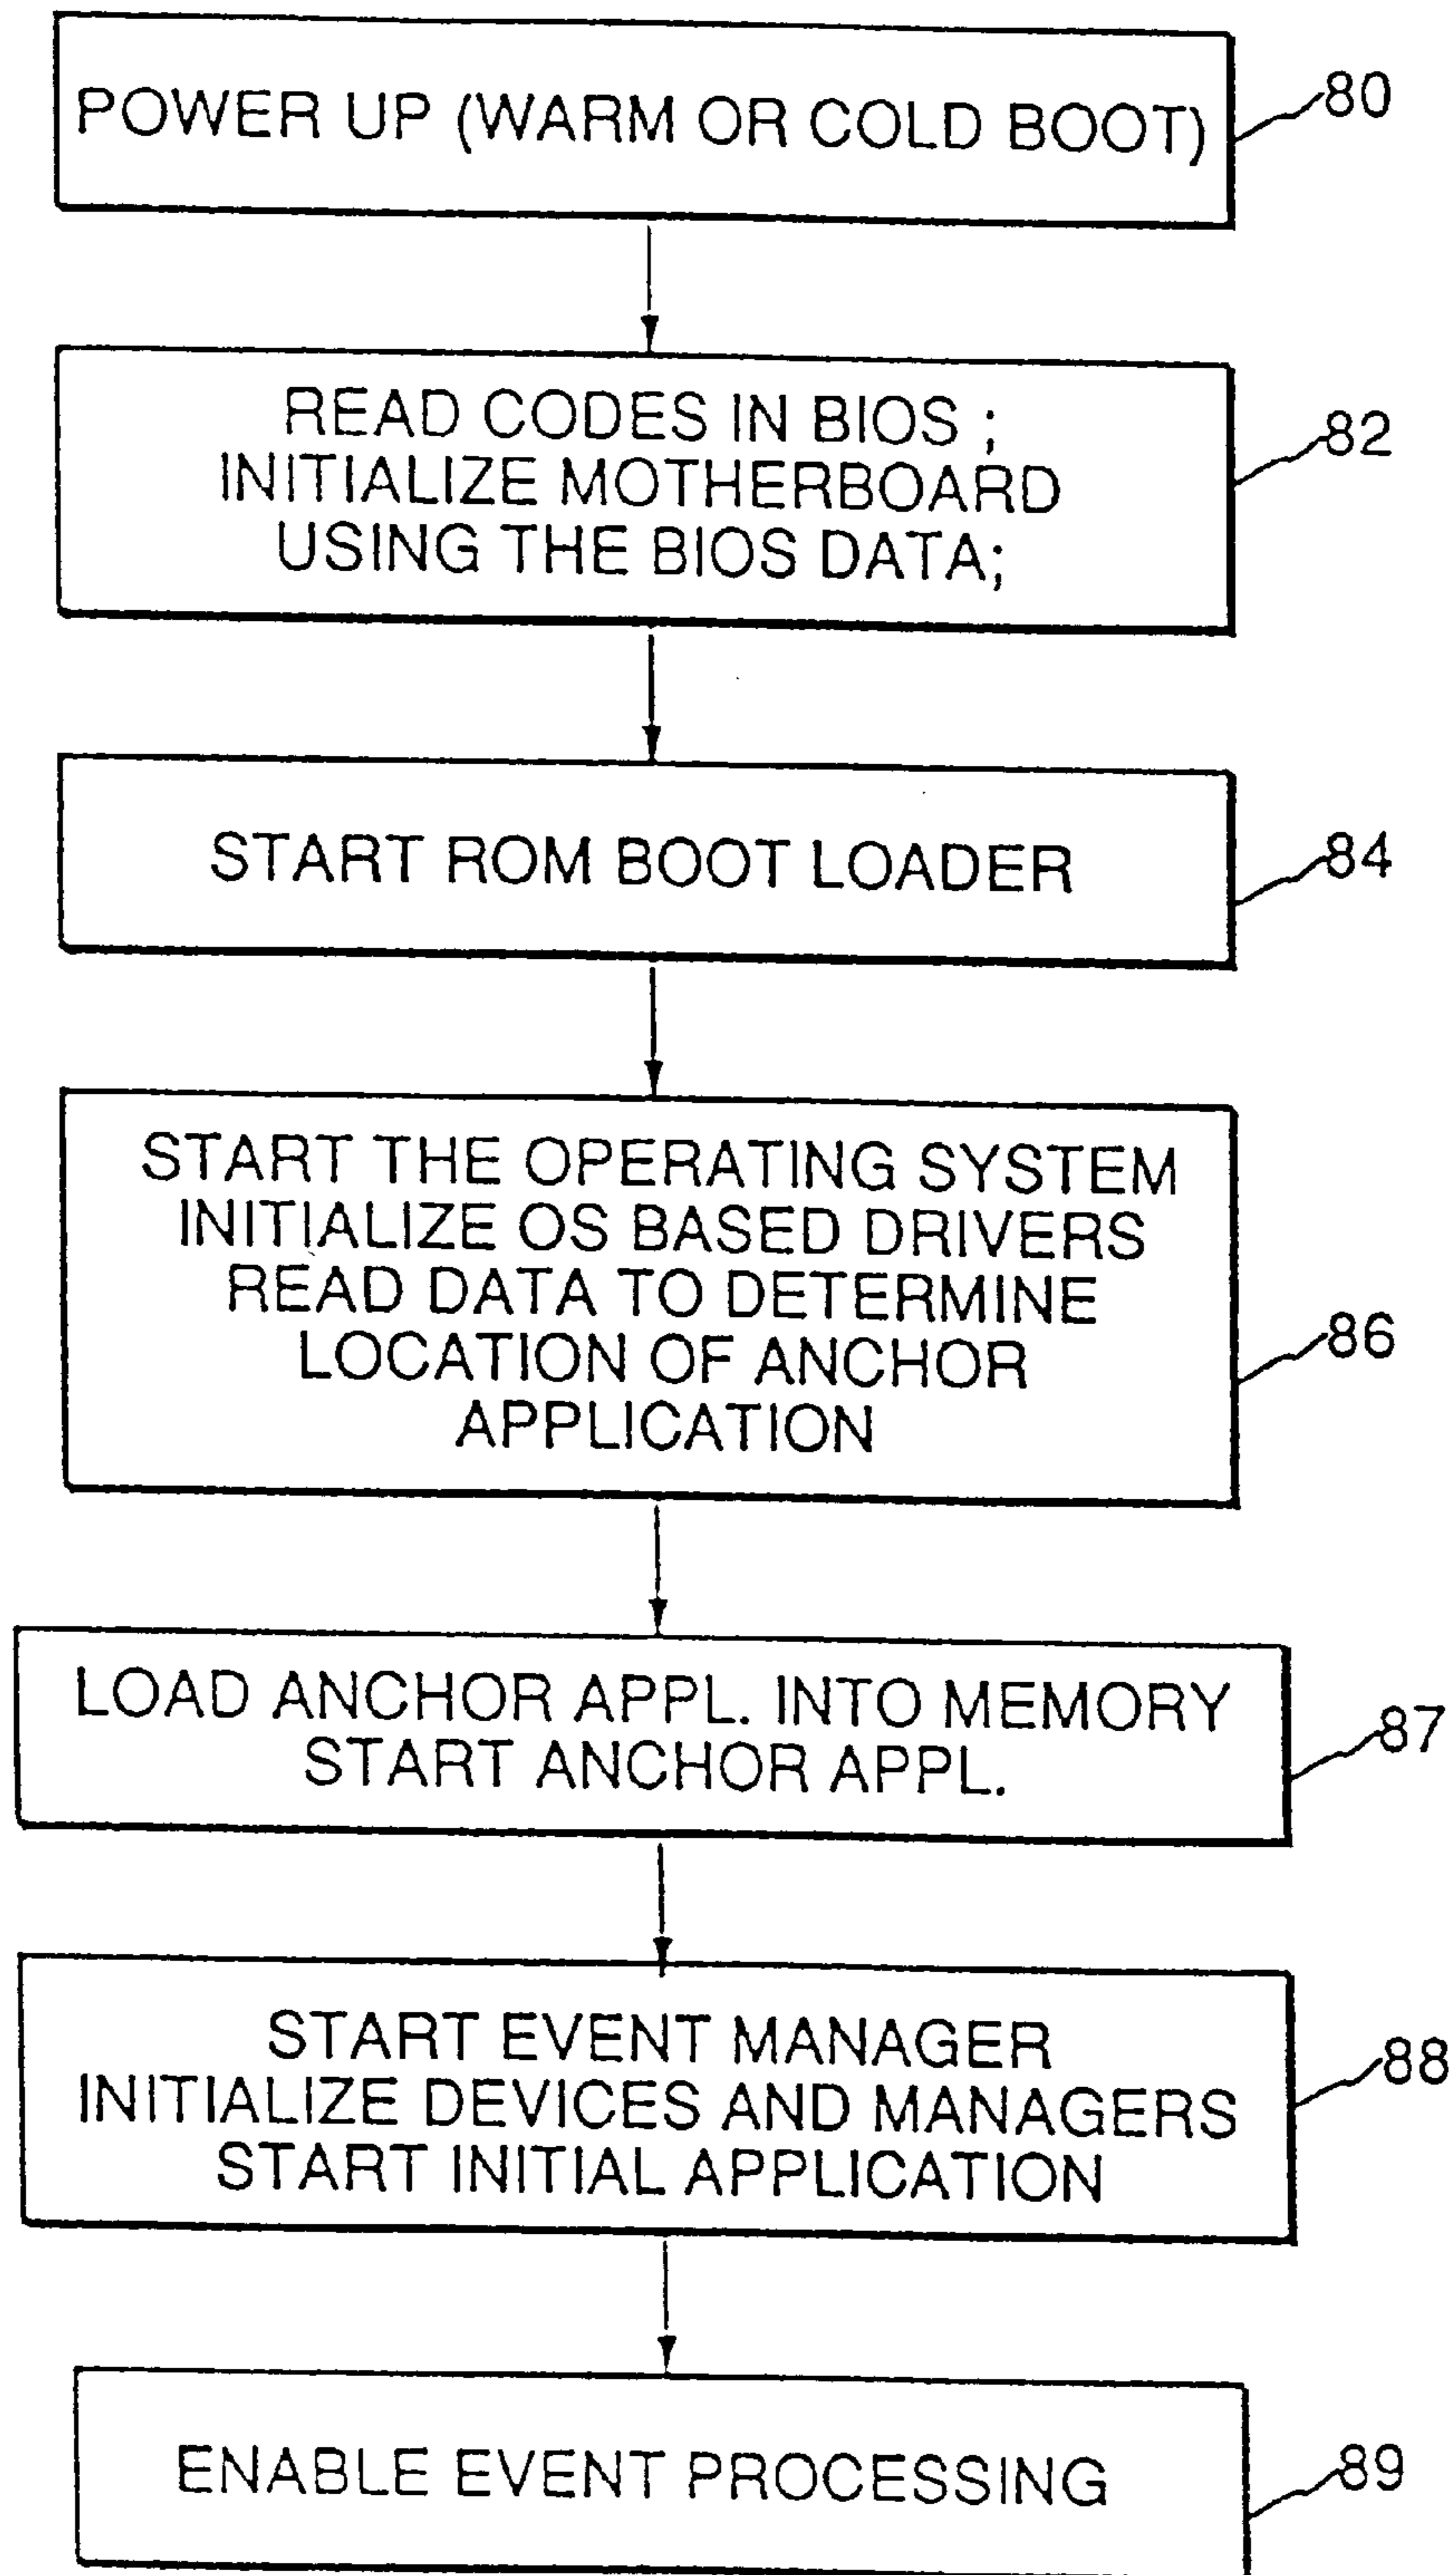 POWER UP (WARM OR COLD BOOT)
80
READ CODES IN BIOS ;
INITIALIZE MOTHERBOARD
USING THE BIOS DATA;
82
START ROM BOOT LOADER
84
START THE OPERATING SYSTEM
INITIALIZE OS BASED DRIVERS
READ DATA TO DETERMINE
LOCATION OF ANCHOR
APPLICATION
86
LOAD ANCHOR APPL. INTO MEMORY
START ANCHOR APPL.
87
START EVENT MANAGER
INITIALIZE DEVICES AND MANAGERS
START INITIAL APPLICATION
88
ENABLE EVENT PROCESSING
89